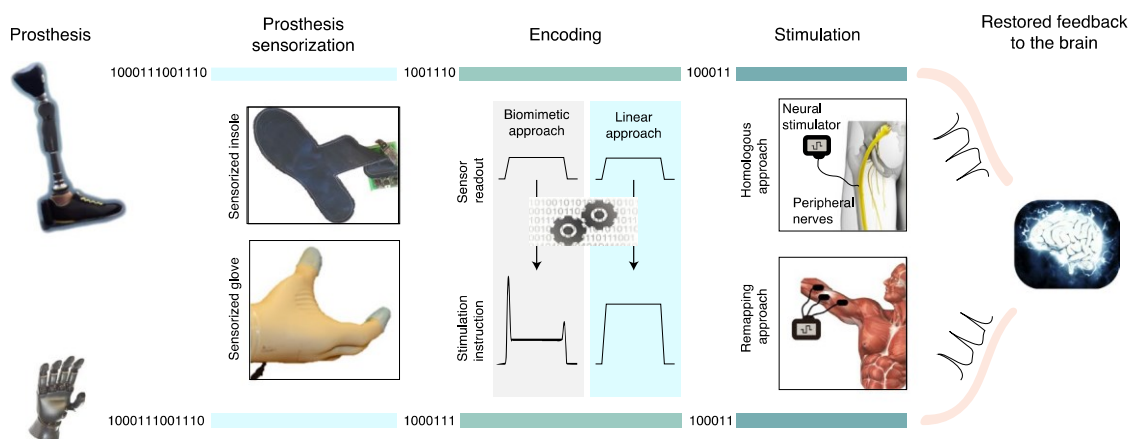 Prosthesis
Prosthesis
sensorization
Encoding
Stimulation
Restored feedback
to the brain
1000111001110
1001110
100011
Sensorized insole
Sensorized glove
Biomimetic
approach
Linear
approach
Sensor
readout
Stimulation
instruction
Neural
stimulator
Peripheral
nerves
Homologous
approach
Remapping
approach
1000111001110
1000111
100011